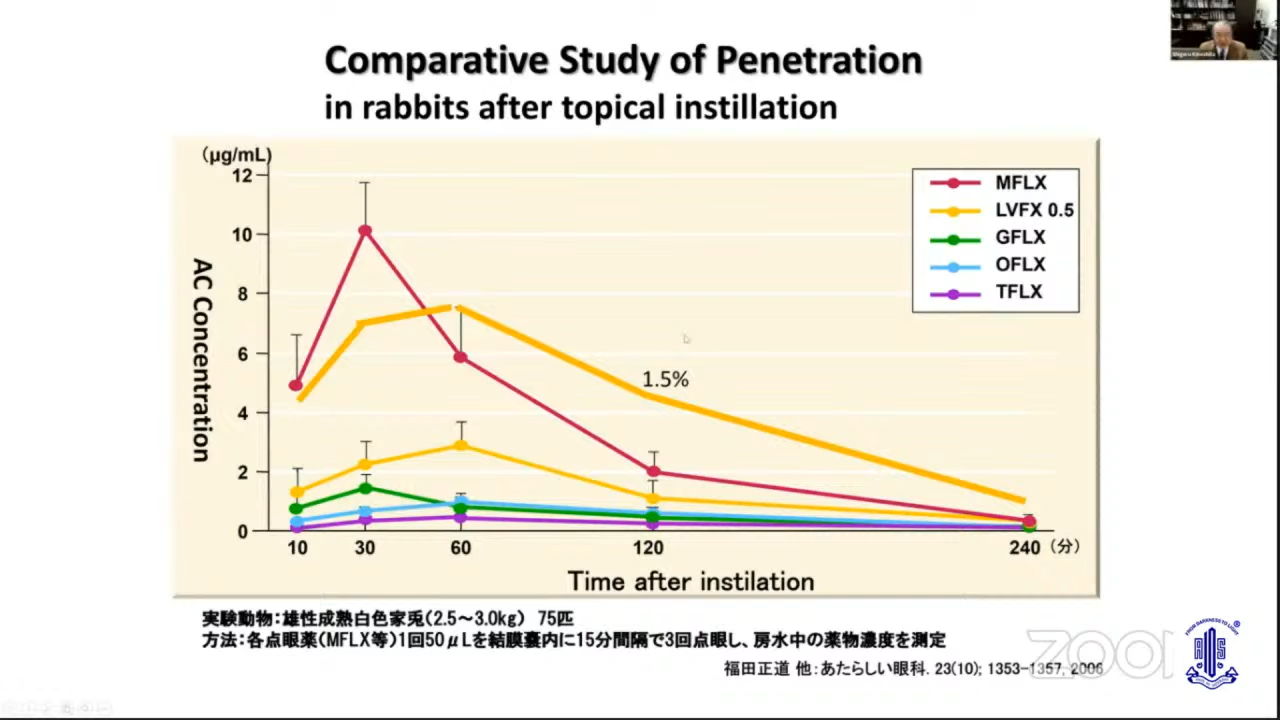 Comparative Study of Penetration
in rabbits after topical instillation
(μg/mL)
12
10
8
6
4
2
0
AC Concentration
MFLX
LVFX 0.5
GFLX
OFLX
TFLX
1.5%
10 30 60 120 240 (分)
Time after instilation
実験動物:雄性成熟白色家兎(2.5~3.0kg) 75匹
方法:各点眼薬(MFLX等)1回50μLを結膜嚢内に15分間隔で3回点眼し、房水中の薬物濃度を測定
福田正道 他:あたらしい眼科. 23(10); 1353-1357, 2006
zoom